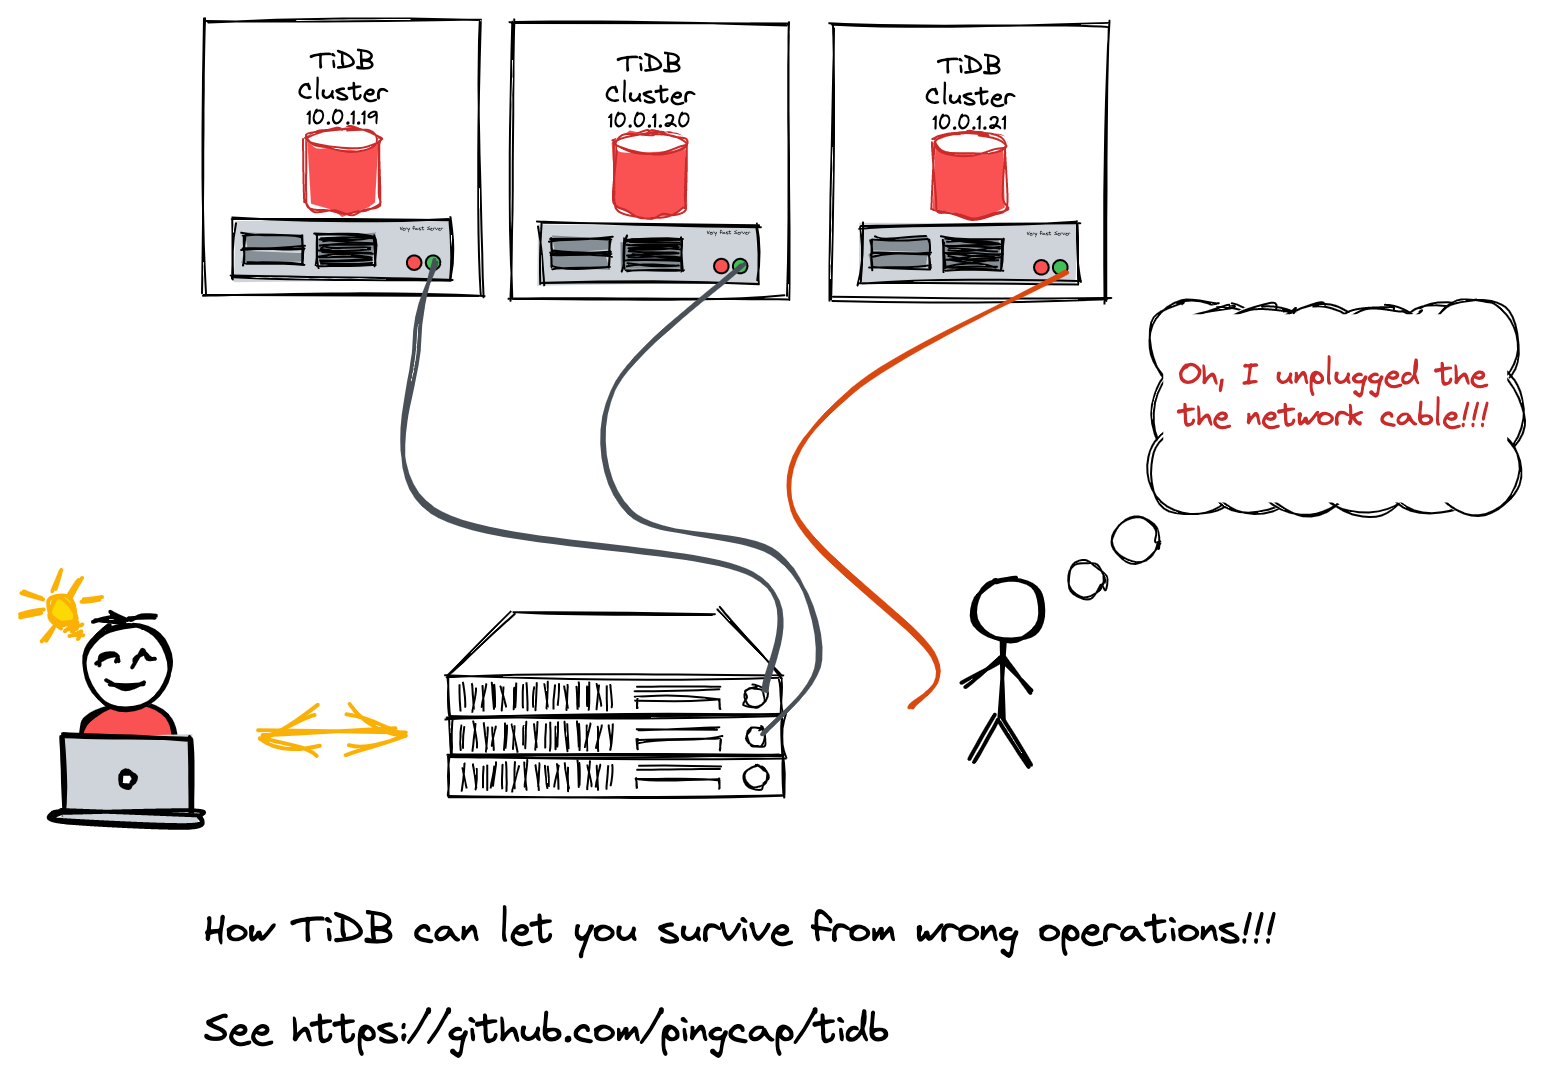 TiDB
Cluster
10.0.1.19
Very Fast Server
TiDB
Cluster
10.0.1.20
Very Fast Server
TiDB
Cluster
10.0.1.21
Very Fast Server
Oh, I unplugged the
the network cable!!!
How TiDB can let you survive from wrong operations!!!
See https://github.com/pingcap/tidb